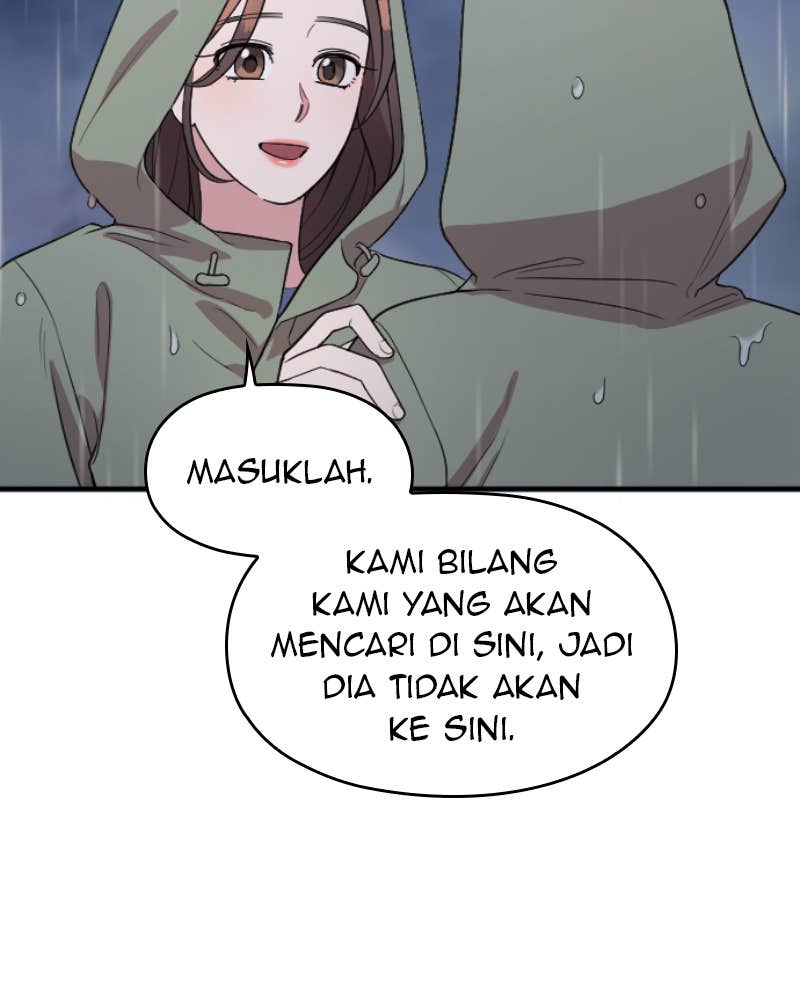 MASUKLAH.
KAMI BILANG
KAMI YANG AKAN
MENCARI DI SINI, JADI
DIA TIDAK AKAN
KE SINI.